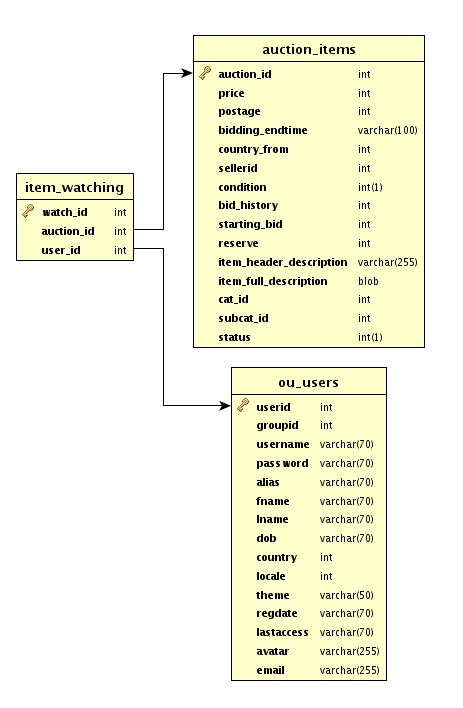 auction_items
auction_id int
price int
postage int
bidding_endtime varchar(100)
country_from int
sellerid int
condition int(1)
bid_history int
starting_bid int
reserve int
item_header_description varchar(255)
item_full_description blob
cat_id int
subcat_id int
status int(1)
item_watching
watch_id int
auction_id int
user_id int
ou_users
userid int
groupid int
username varchar(70)
password varchar(70)
alias varchar(70)
fname varchar(70)
lname varchar(70)
dob varchar(70)
country int
locale int
theme varchar(50)
regdate varchar(70)
lastaccess varchar(70)
avatar varchar(255)
email varchar(255)